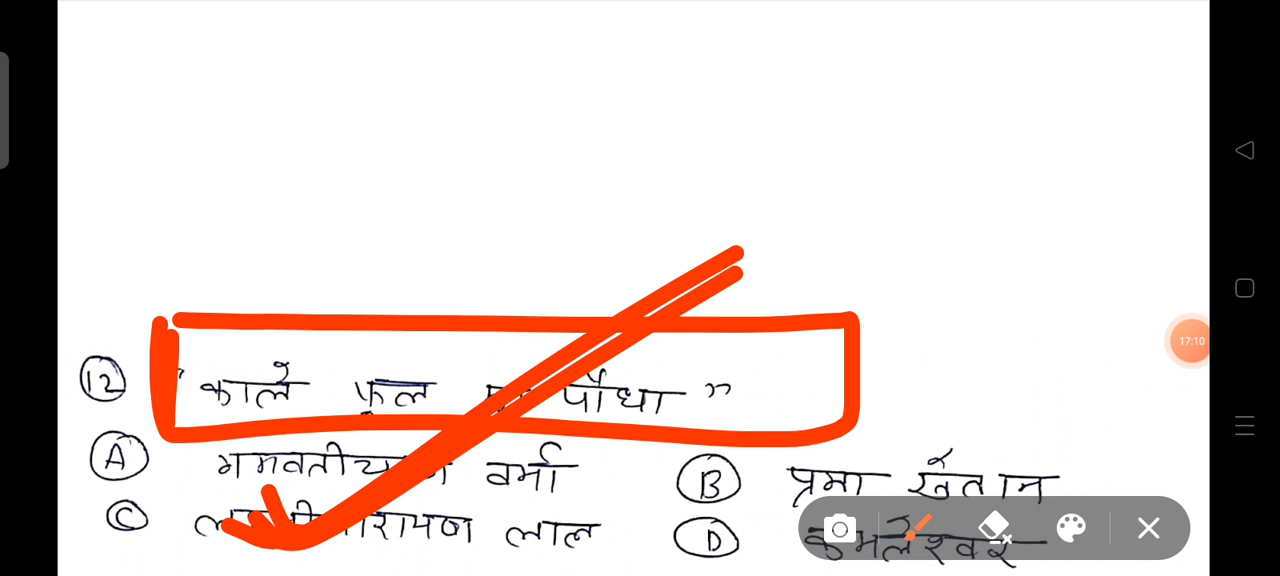 17:10
12 " काले फूल का पौधा "
A भगवतीचरण वर्मा B प्रभा खेतान
C लक्ष्मीनारायण लाल D कमलेश्वर